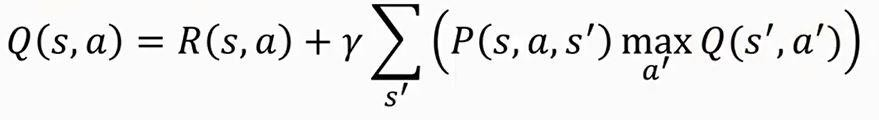 Q(s, a) = R(s, a) + γ ∑_{s′} (P(s, a, s′) max_{a′} Q(s′, a′))